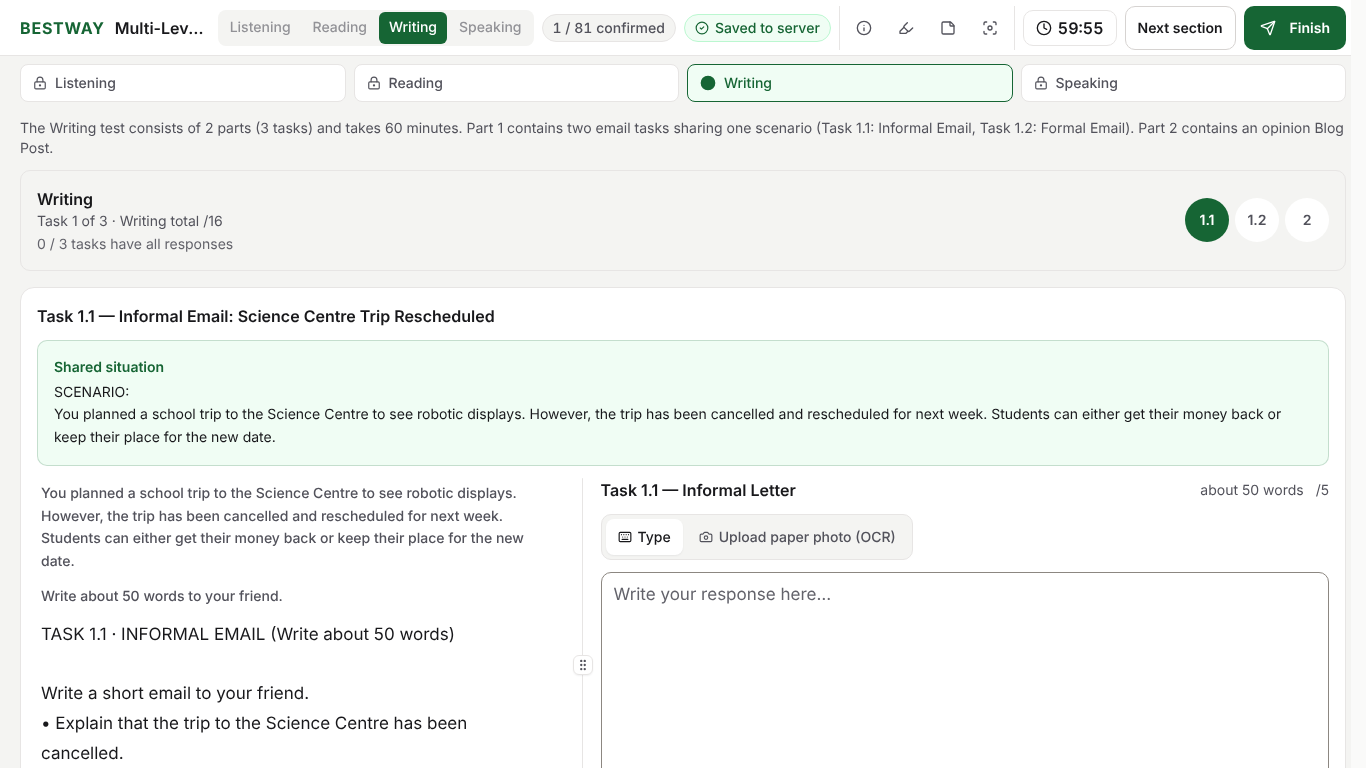 BESTWAY Multi-Lev... Listening Reading Writing Speaking 1 / 81 confirmed Saved to server 59:55 Next section Finish
Listening Reading Writing Speaking
The Writing test consists of 2 parts (3 tasks) and takes 60 minutes. Part 1 contains two email tasks sharing one scenario (Task 1.1: Informal Email, Task 1.2: Formal Email). Part 2 contains an opinion Blog
Post.
Writing
Task 1 of 3 · Writing total /16
0 / 3 tasks have all responses
1.1 1.2 2
Task 1.1 — Informal Email: Science Centre Trip Rescheduled
Shared situation
SCENARIO:
You planned a school trip to the Science Centre to see robotic displays. However, the trip has been cancelled and rescheduled for next week. Students can either get their money back or
keep their place for the new date.
You planned a school trip to the Science Centre to see robotic displays.
However, the trip has been cancelled and rescheduled for next week.
Students can either get their money back or keep their place for the new
date.
Write about 50 words to your friend.
TASK 1.1 · INFORMAL EMAIL (Write about 50 words)
Write a short email to your friend.
• Explain that the trip to the Science Centre has been
cancelled.
Task 1.1 — Informal Letter about 50 words /5
Type Upload paper photo (OCR)
Write your response here...